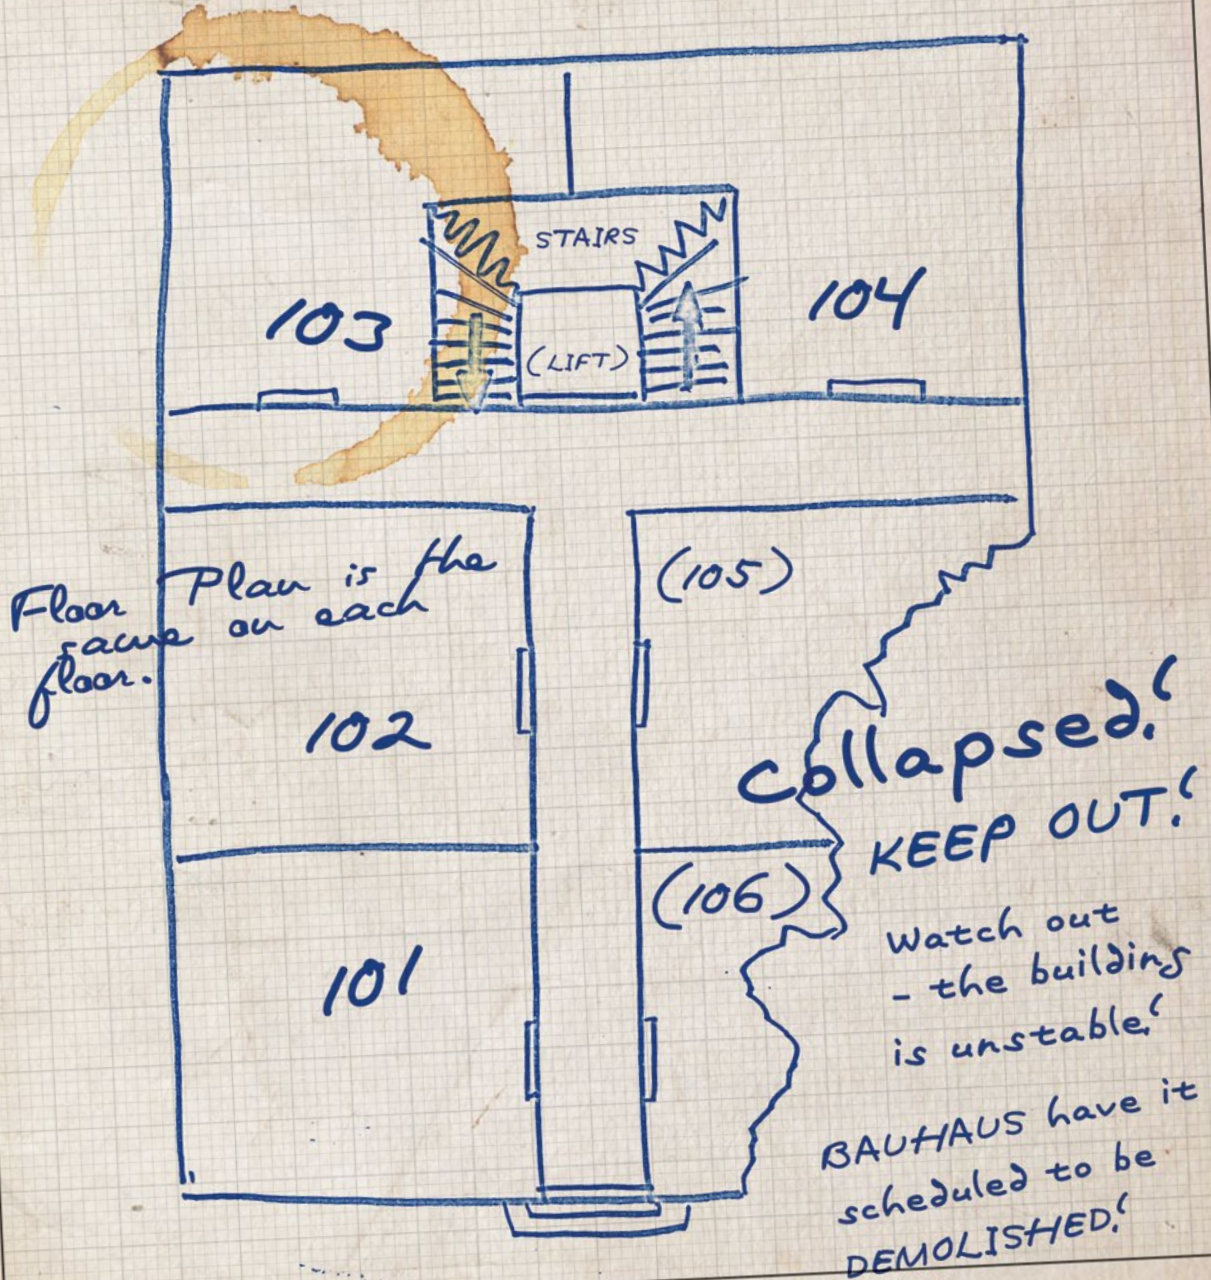 STAIRS
103
(LIFT)
104
Floor Plan is the
same on each
floor.
(105)
102
Collapsed!
KEEP OUT!
(106)
101
Watch out
- the building
is unstable!
BAUHAUS have it
scheduled to be
DEMOLISHED!